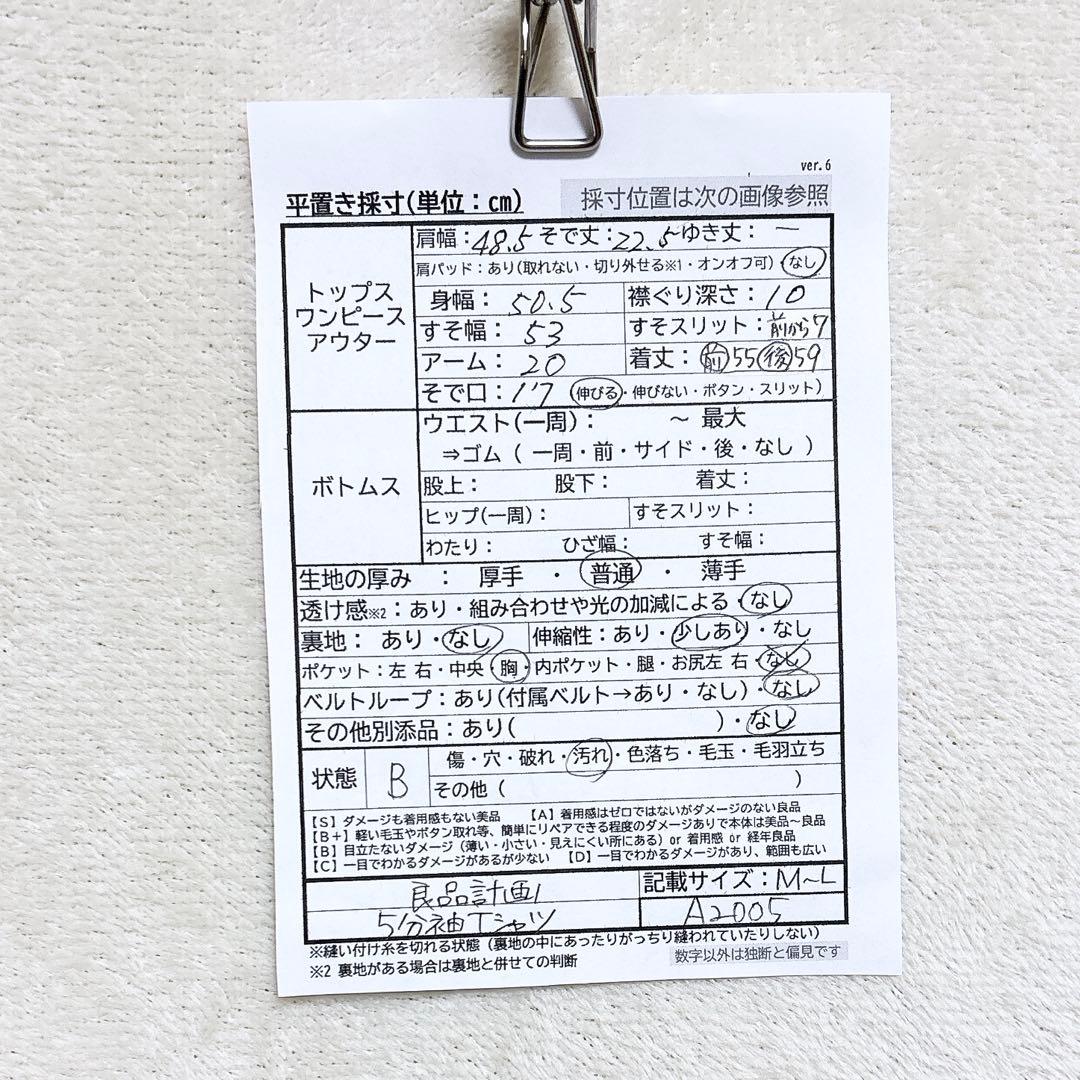 ver.6
平置き採寸(単位：cm) 採寸位置は次の画像参照
トップス
ワンピース
アウター
肩幅：48.5 そで丈：22.5 ゆき丈：ー
肩パッド：あり(取れない・切り外せる※1・オンオフ可)・なし
身幅：50.5 襟ぐり深さ：10
すそ幅：53 すそスリット：前から7
アーム：20 着丈：前55後59
そで口：17 (伸びる・伸びない・ボタン・スリット)
ボトムス
ウエスト(一周)： ～ 最大
⇒ゴム ( 一周・前・サイド・後・なし )
股上： 股下： 着丈：
ヒップ(一周)： すそスリット：
わたり： ひざ幅： すそ幅：
生地の厚み ： 厚手 ・ 普通 ・ 薄手
透け感※2：あり・組み合わせや光の加減による・なし
裏地： あり・なし 伸縮性：あり・少しあり・なし
ポケット：左 右・中央・胸・内ポケット・腿・お尻左 右・なし
ベルトループ：あり(付属ベルト→あり・なし)・なし
その他別添品：あり( )・なし
状態 B
傷・穴・破れ・汚れ・色落ち・毛玉・毛羽立ち
その他 ( )
【S】ダメージも着用感もない美品 【A】着用感はゼロではないがダメージのない良品
【B+】軽い毛玉やボタン取れ等、簡単にリペアできる程度のダメージありで本体は美品～良品
【B】目立たないダメージ (薄い・小さい・見えにくい所にある) or 着用感 or 経年良品
【C】一目でわかるダメージがあるが少ない 【D】一目でわかるダメージがあり、範囲も広い
良品計画 記載サイズ：M～L
5分袖Tシャツ A2005
※縫い付け糸を切れる状態 (裏地の中にあったりがっちり縫われていたりしない)
※2 裏地がある場合は裏地と併せての判断 数字以外は独断と偏見です